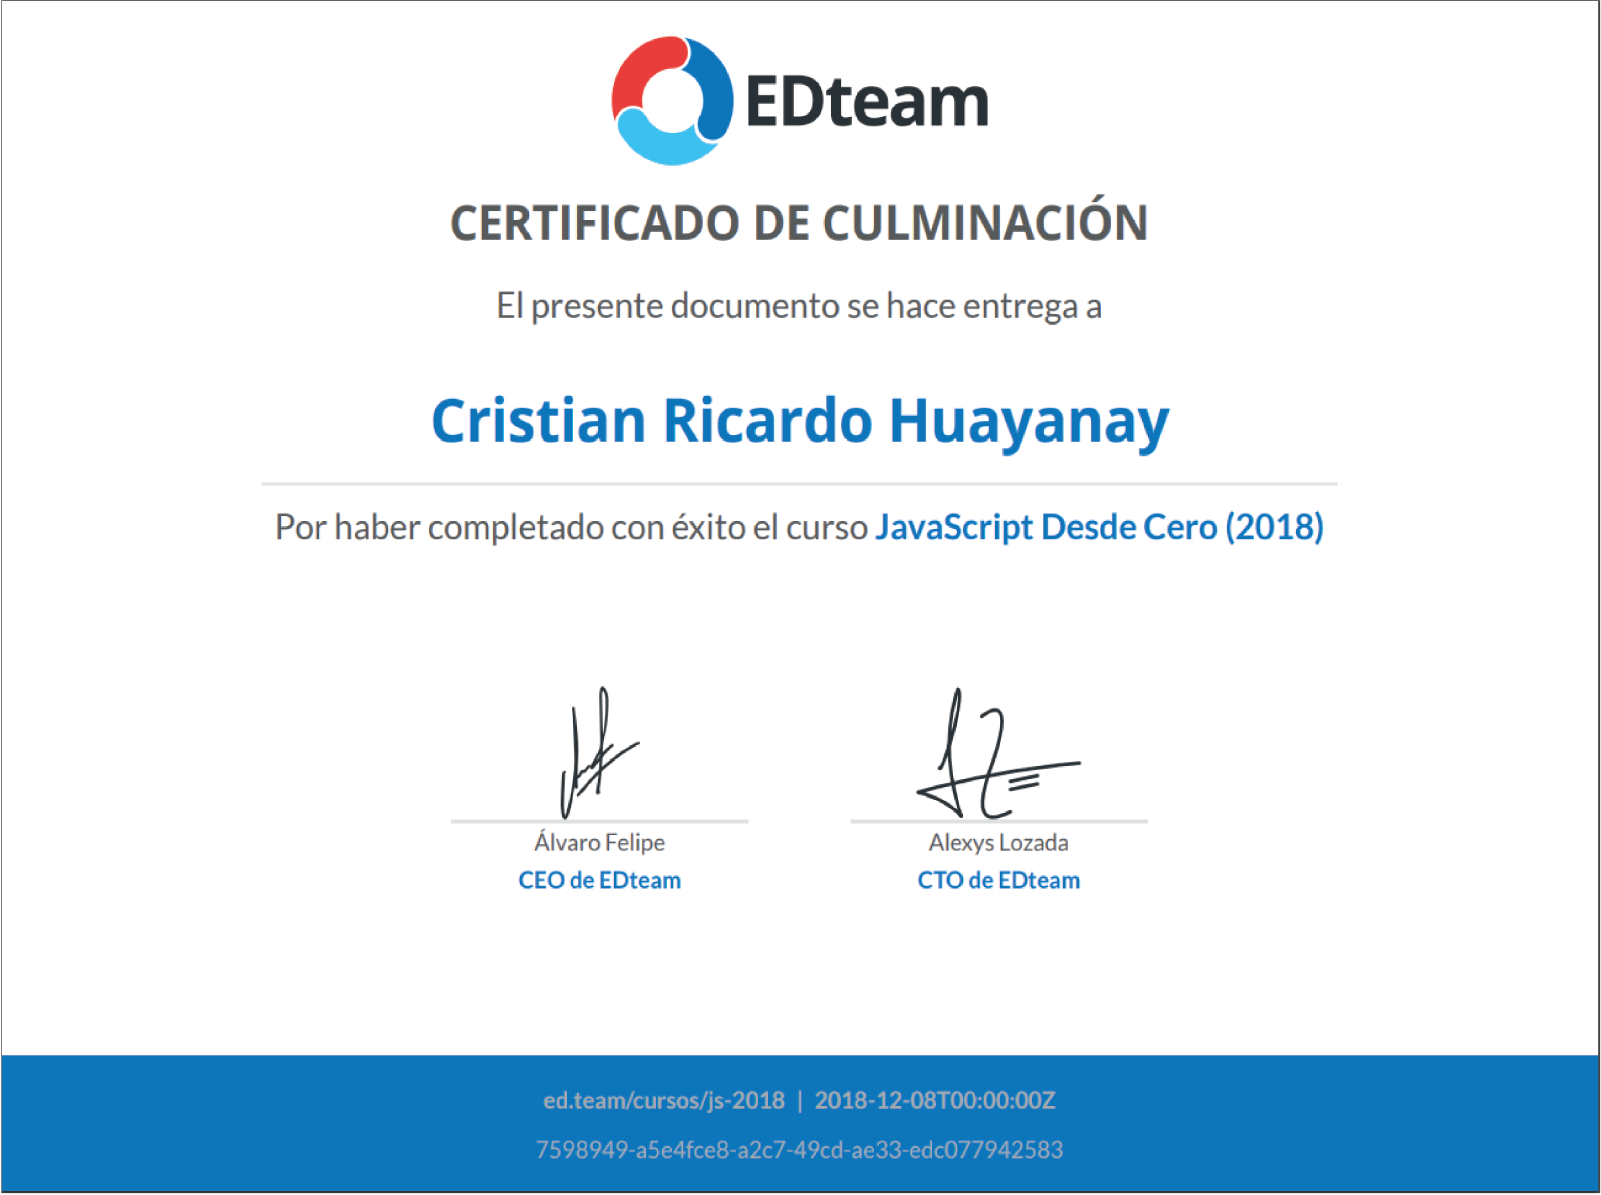 EDteam
CERTIFICADO DE CULMINACIÓN
El presente documento se hace entrega a
Cristian Ricardo Huayanay
Por haber completado con éxito el curso JavaScript Desde Cero (2018)
Álvaro Felipe
CEO de EDteam
Alexys Lozada
CTO de EDteam
ed.team/cursos/js-2018 | 2018-12-08T00:00:00Z
7598949-a5e4fce8-a2c7-49cd-ae33-edc077942583